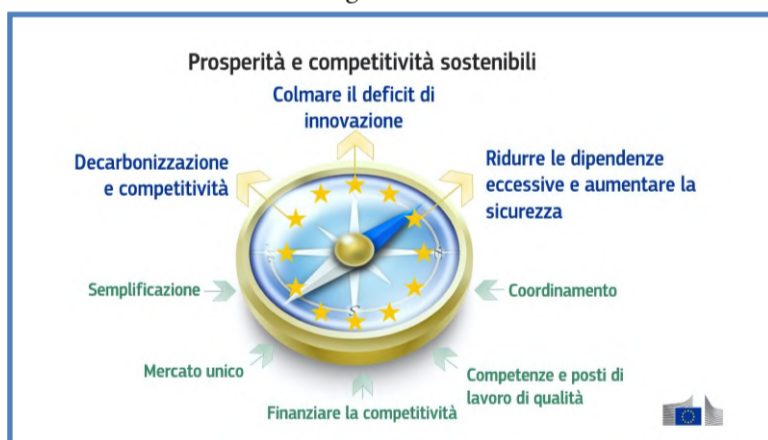 Prosperità e competitività sostenibili
Colmare il deficit di
innovazione
Decarbonizzazione
e competitività
Ridurre le dipendenze
eccessive e aumentare la
sicurezza
Semplificazione
Coordinamento
Mercato unico
Competenze e posti di
lavoro di qualità
Finanziare la competitività